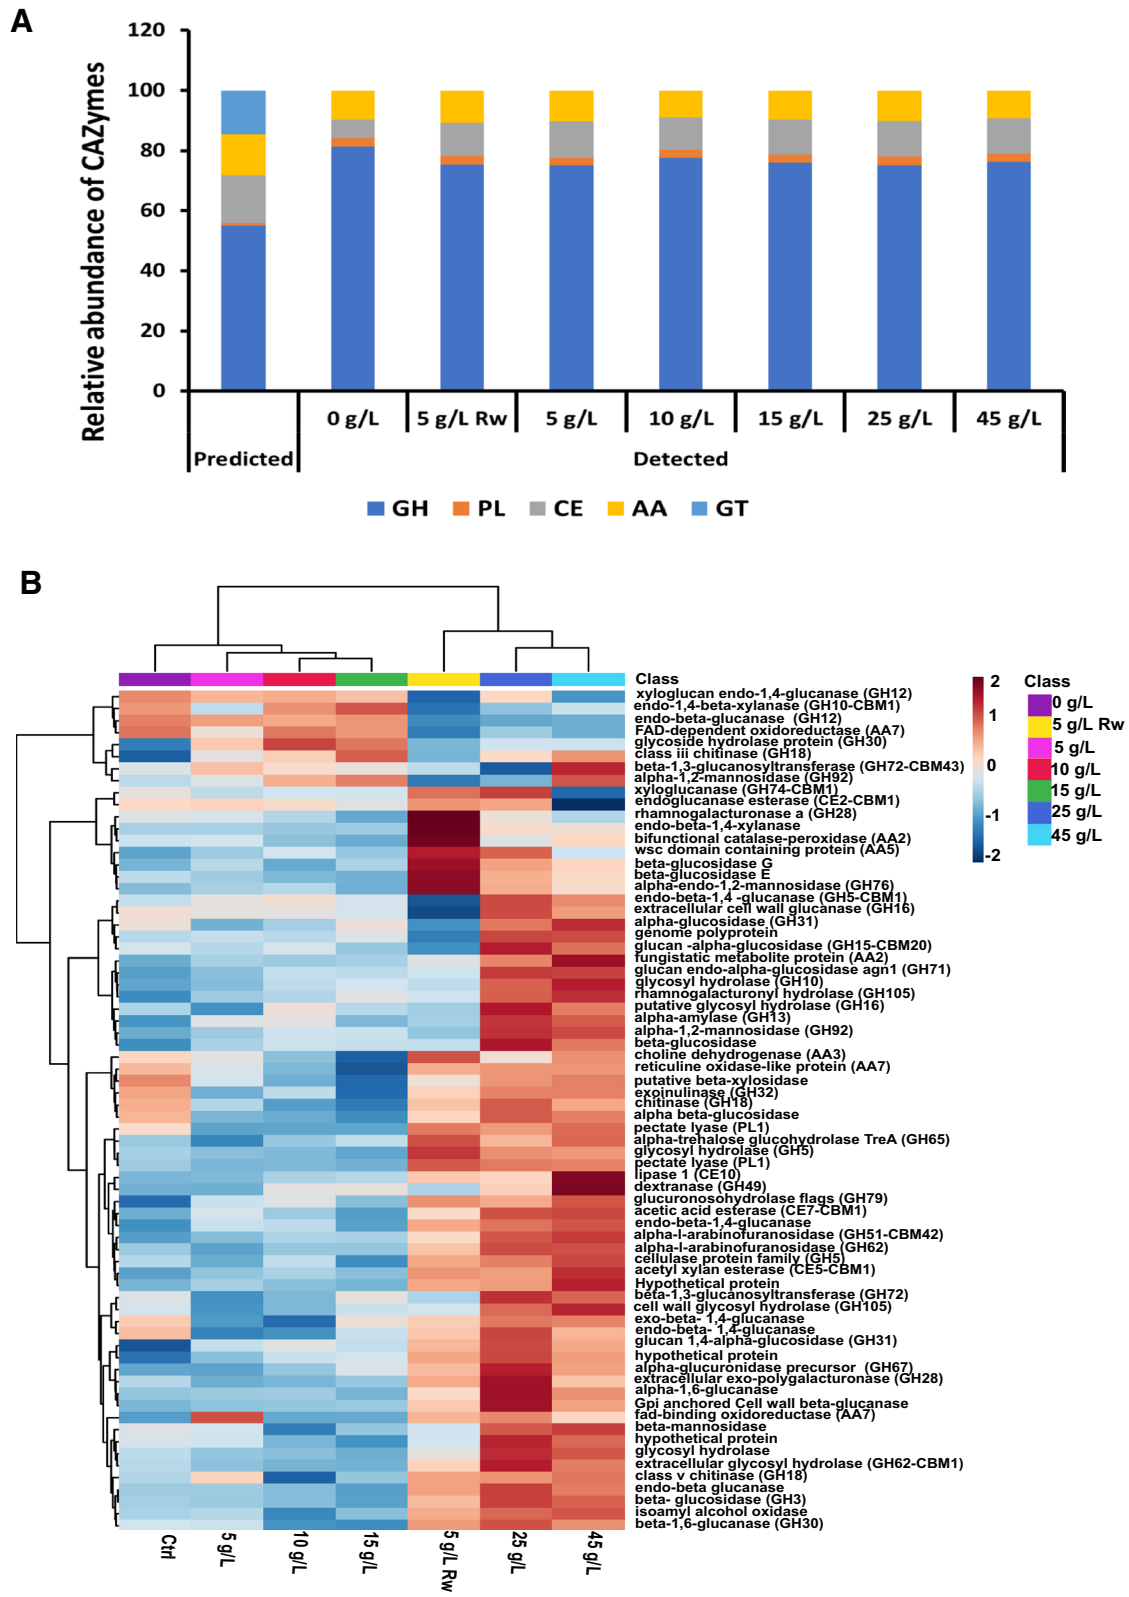 A
Relative abundance of CAZymes
120
100
80
60
40
20
0
0 g/L 5 g/L Rw 5 g/L 10 g/L 15 g/L 25 g/L 45 g/L
Predicted Detected
GH PL CE AA GT
B
Class
xyloglucan endo-1,4-glucanase (GH12)
endo-1,4-beta-xylanase (GH10-CBM1)
endo-beta-glucanase (GH12)
FAD-dependent oxidoreductase (AA7)
glycoside hydrolase protein (GH30)
class iii chitinase (GH18)
beta-1,3-glucanosyltransferase (GH72-CBM43)
alpha-1,2-mannosidase (GH92)
xyloglucanase (GH74-CBM1)
endoglucanase esterase (CE2-CBM1)
rhamnogalacturonase a (GH28)
endo-beta-1,4-xylanase
bifunctional catalase-peroxidase (AA2)
wsc domain containing protein (AA5)
beta-glucosidase G
beta-glucosidase E
alpha-endo-1,2-mannosidase (GH76)
endo-beta-1,4 -glucanase (GH5-CBM1)
extracellular cell wall glucanase (GH16)
alpha-glucosidase (GH31)
genome polyprotein
glucan -alpha-glucosidase (GH15-CBM20)
fungistatic metabolite protein (AA2)
glucan endo-alpha-glucosidase agn1 (GH71)
glycosyl hydrolase (GH10)
rhamnogalacturonyl hydrolase (GH105)
putative glycosyl hydrolase (GH16)
alpha-amylase (GH13)
alpha-1,2-mannosidase (GH92)
beta-glucosidase
choline dehydrogenase (AA3)
reticuline oxidase-like protein (AA7)
putative beta-xylosidase
exoinulinase (GH32)
chitinase (GH18)
alpha beta-glucosidase
pectate lyase (PL1)
alpha-trehalose glucohydrolase TreA (GH65)
glycosyl hydrolase (GH5)
pectate lyase (PL1)
lipase 1 (CE10)
dextranase (GH49)
glucuronosohydrolase flags (GH79)
acetic acid esterase (CE7-CBM1)
endo-beta-1,4-glucanase
alpha-l-arabinofuranosidase (GH51-CBM42)
alpha-l-arabinofuranosidase (GH62)
cellulase protein family (GH5)
acetyl xylan esterase (CE5-CBM1)
Hypothetical protein
beta-1,3-glucanosyltransferase (GH72)
cell wall glycosyl hydrolase (GH105)
exo-beta- 1,4-glucanase
endo-beta- 1,4-glucanase
glucan 1,4-alpha-glucosidase (GH31)
hypothetical protein
alpha-glucuronidase precursor (GH67)
extracellular exo-polygalacturonase (GH28)
alpha-1,6-glucanase
Gpi anchored Cell wall beta-glucanase
fad-binding oxidoreductase (AA7)
beta-mannosidase
hypothetical protein
glycosyl hydrolase
extracellular glycosyl hydrolase (GH62-CBM1)
class v chitinase (GH18)
endo-beta glucanase
beta- glucosidase (GH3)
isoamyl alcohol oxidase
beta-1,6-glucanase (GH30)
2
1
0
-1
-2
Class
0 g/L
5 g/L Rw
5 g/L
10 g/L
15 g/L
25 g/L
45 g/L
Ctrl 5 g/L 10 g/L 15 g/L 5 g/L Rw 25 g/L 45 g/L